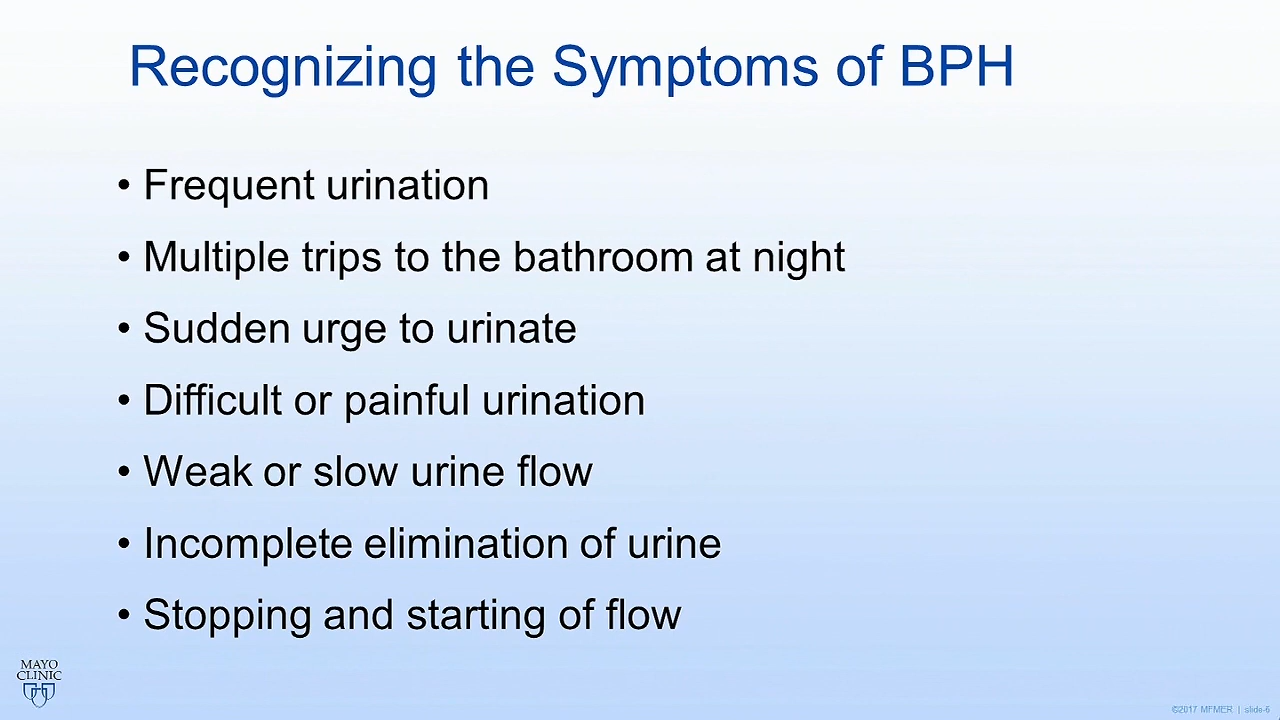 Recognizing the Symptoms of BPH
• Frequent urination
• Multiple trips to the bathroom at night
• Sudden urge to urinate
• Difficult or painful urination
• Weak or slow urine flow
• Incomplete elimination of urine
• Stopping and starting of flow
MAYO
CLINIC
©2017 MFMER | slide-6